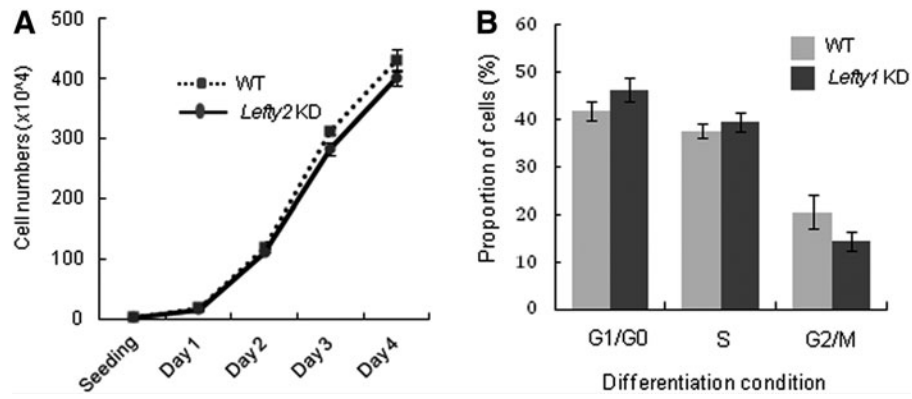 A
Cell numbers (x10^4)
500
400
300
200
100
0
WT
Lefty2 KD
Seeding
Day 1
Day 2
Day 3
Day 4
B
Proportion of cells (%)
60
50
40
30
20
10
0
WT
Lefty1 KD
G1/G0
S
G2/M
Differentiation condition